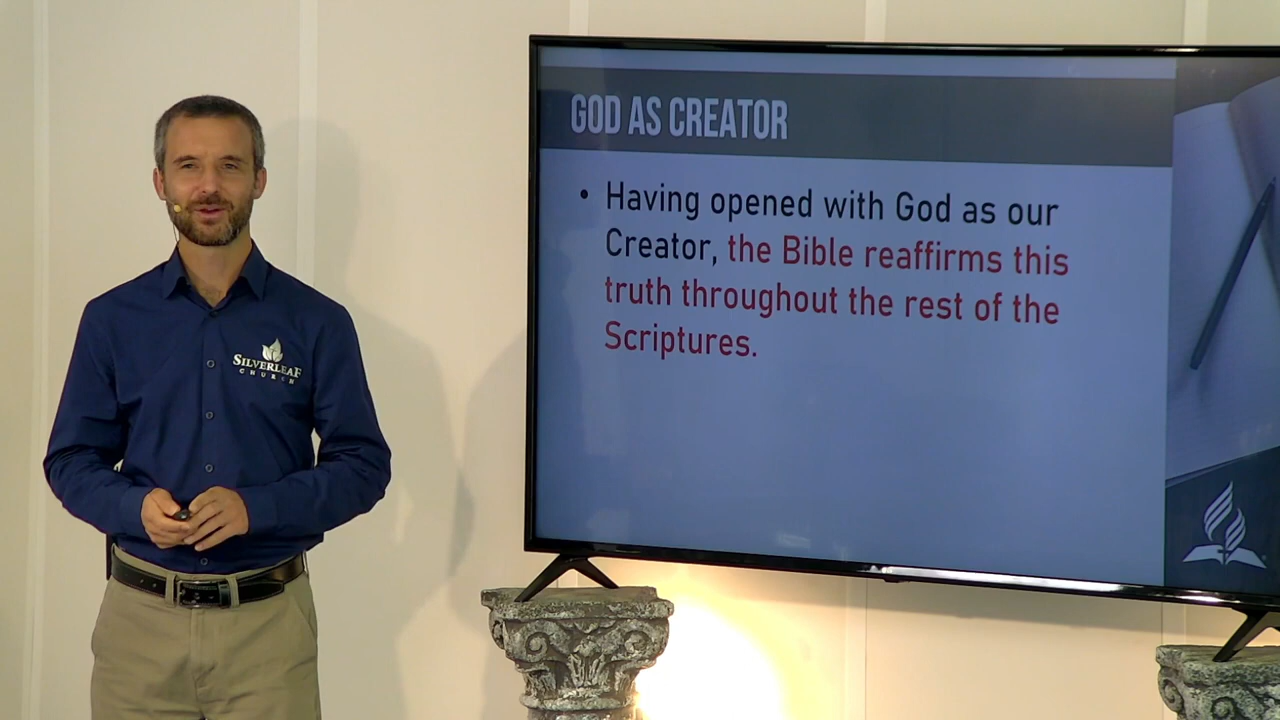 SILVERLEAF
CHURCH
GOD AS CREATOR
• Having opened with God as our
Creator, the Bible reaffirms this
truth throughout the rest of the
Scriptures.